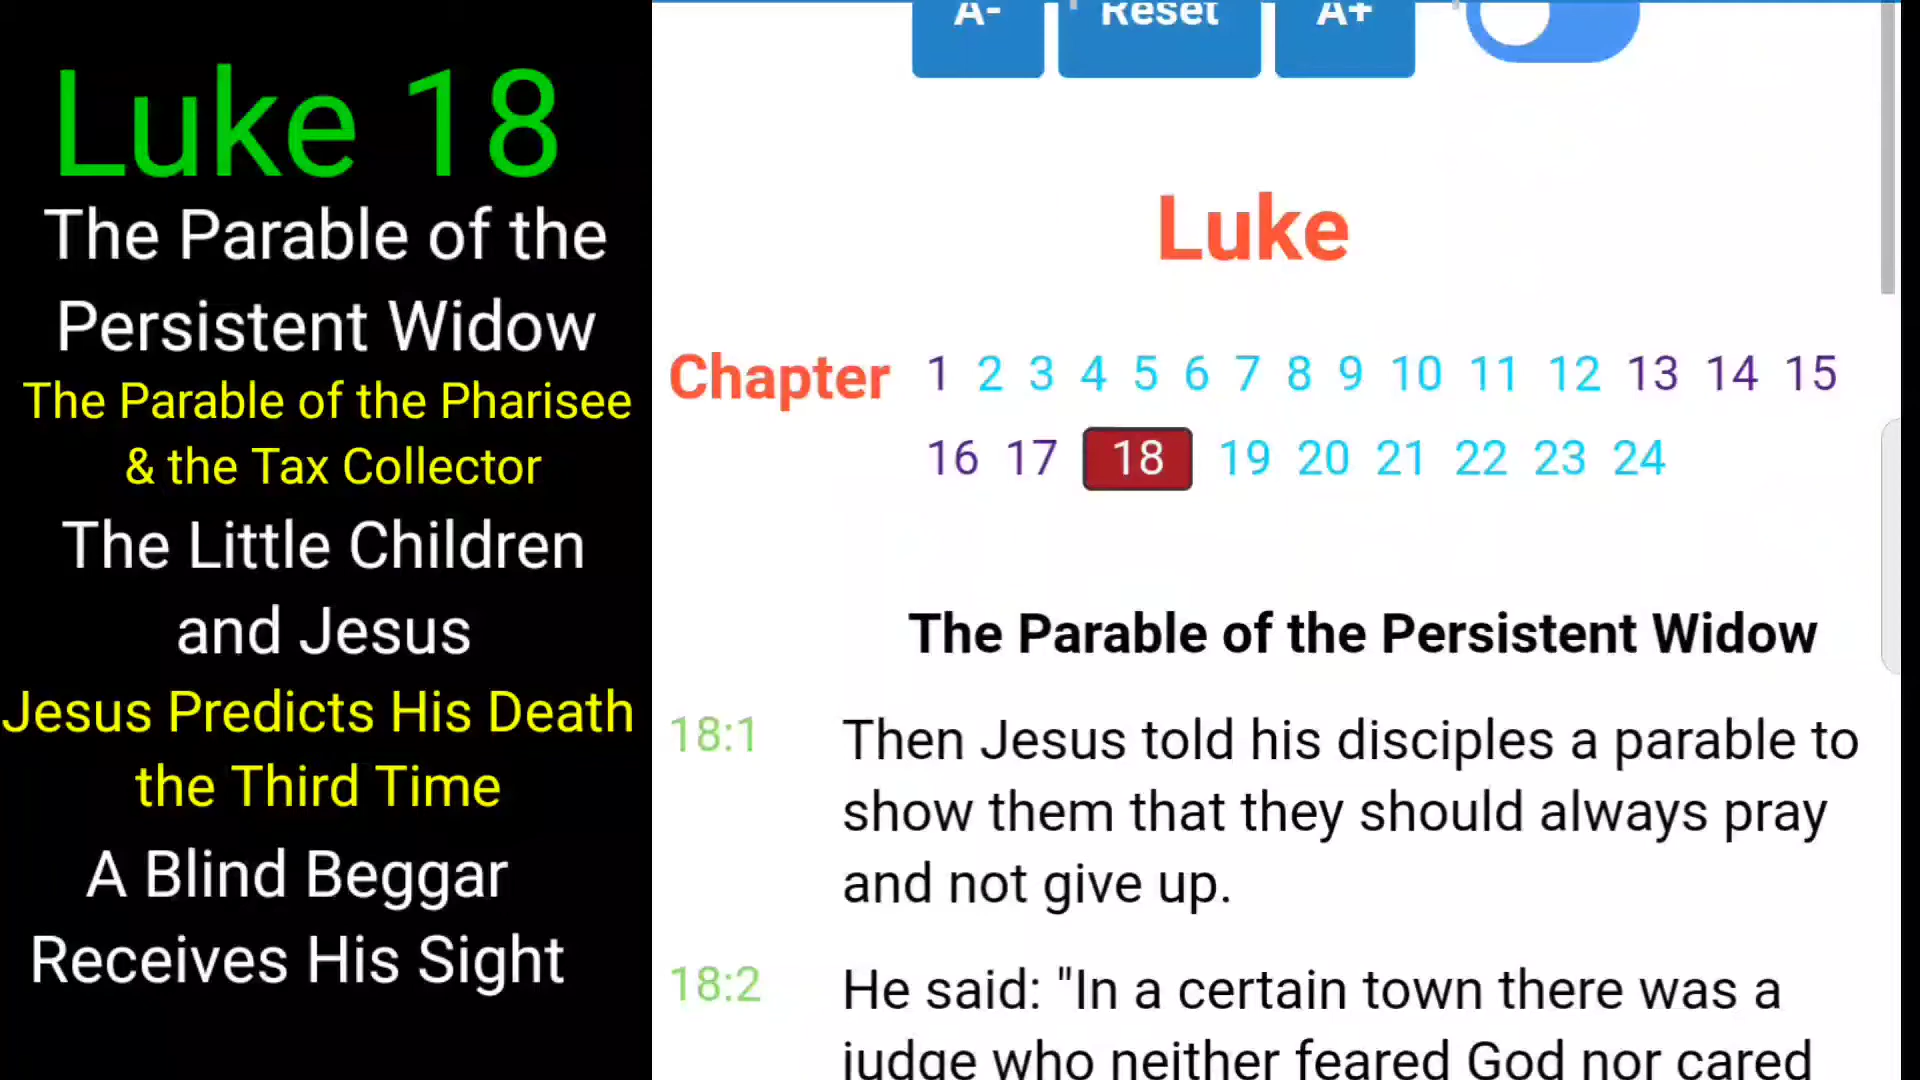 Luke 18
The Parable of the
Persistent Widow
The Parable of the Pharisee
& the Tax Collector
The Little Children
and Jesus
Jesus Predicts His Death
the Third Time
A Blind Beggar
Receives His Sight
A- Reset A+
Luke
Chapter 1 2 3 4 5 6 7 8 9 10 11 12 13 14 15
16 17 18 19 20 21 22 23 24
The Parable of the Persistent Widow
18:1 Then Jesus told his disciples a parable to
show them that they should always pray
and not give up.
18:2 He said: "In a certain town there was a
judge who neither feared God nor cared